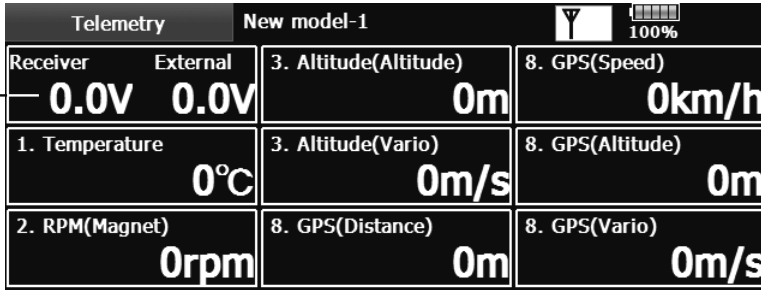 Telemetry New model-1 100%
Receiver External 3. Altitude(Altitude) 8. GPS(Speed)
0.0V 0.0V 0m 0km/h
1. Temperature 3. Altitude(Vario) 8. GPS(Altitude)
0°C 0m/s 0m
2. RPM(Magnet) 8. GPS(Distance) 8. GPS(Vario)
0rpm 0m 0m/s